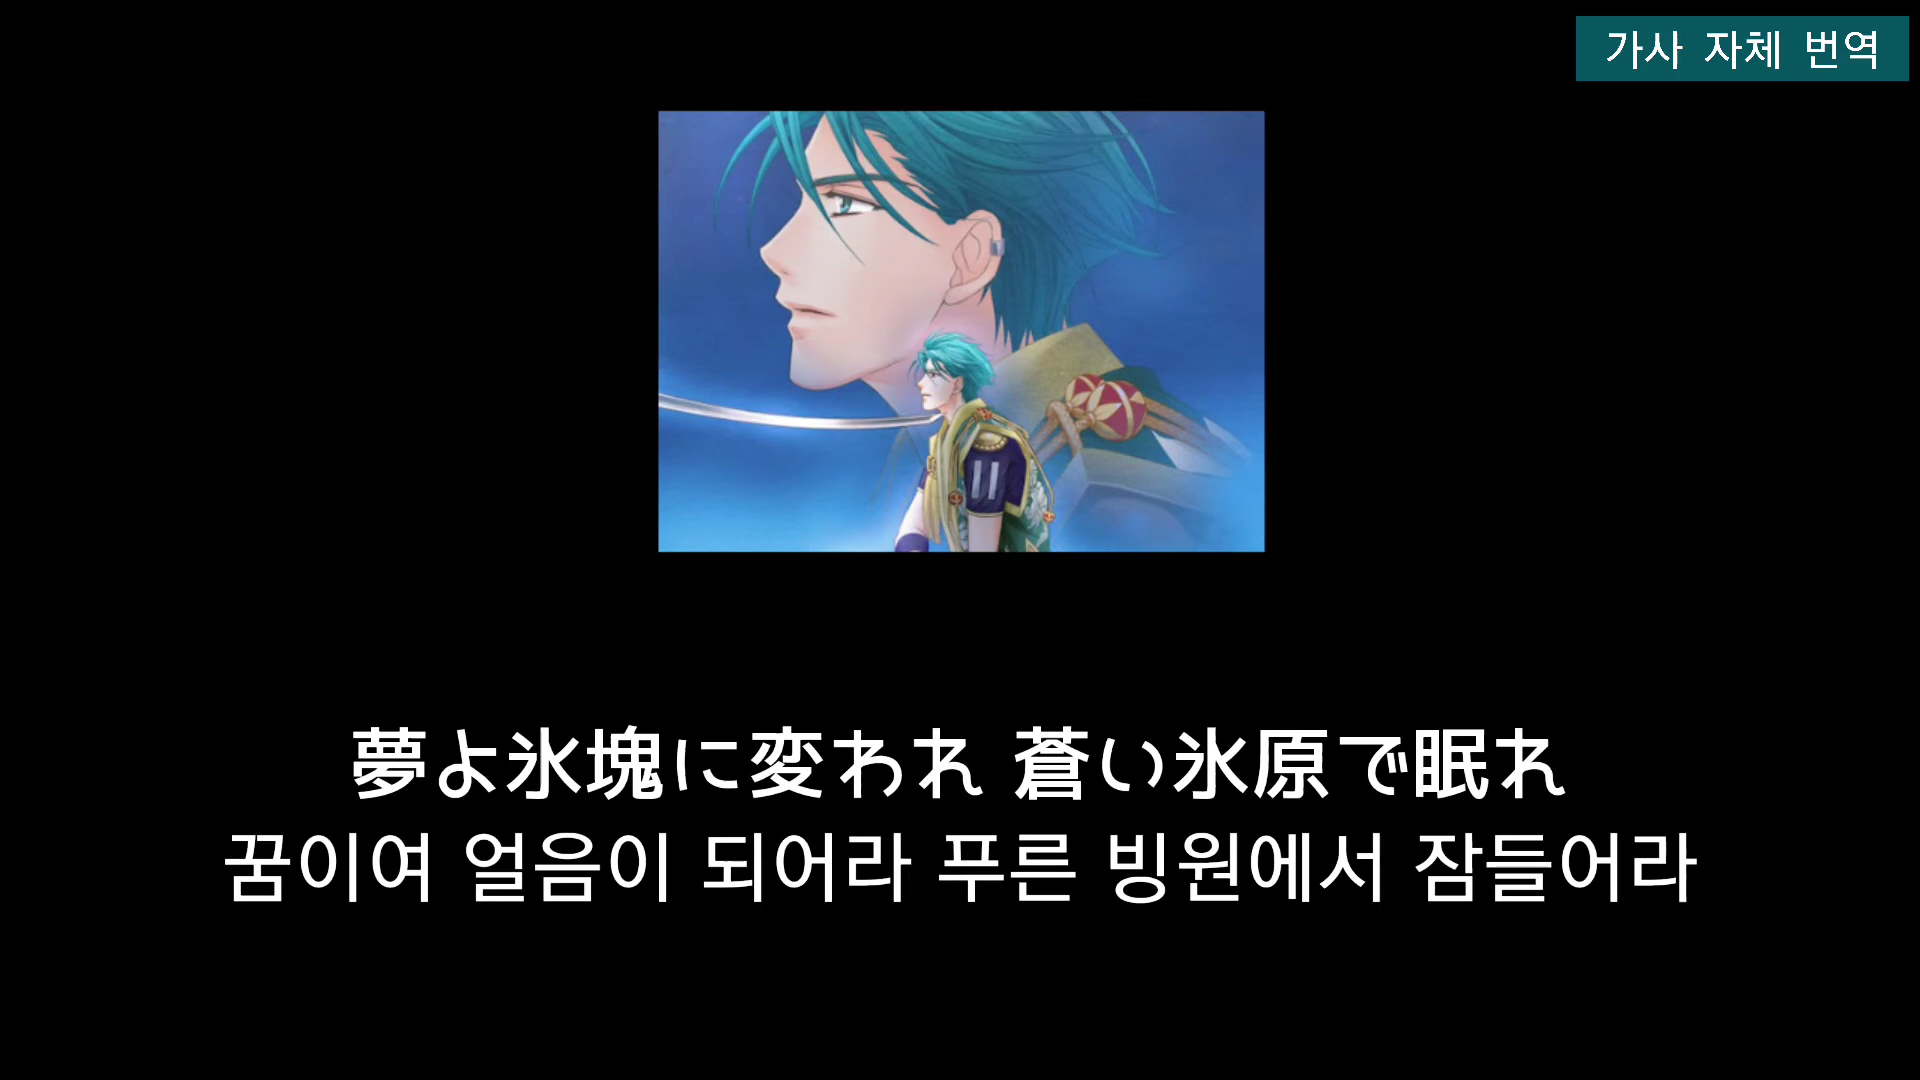 가사 자체 번역
夢よ氷塊に変われ 蒼い氷原で眠れ
꿈이여 얼음이 되어라 푸른 빙원에서 잠들어라